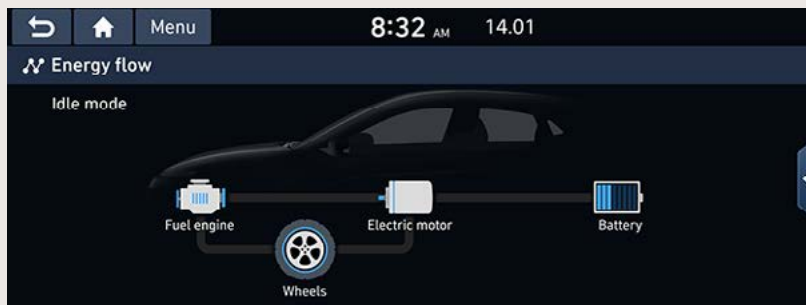 Menu 8:32 AM 14.01
Energy flow
Idle mode
Fuel engine Electric motor Battery
Wheels